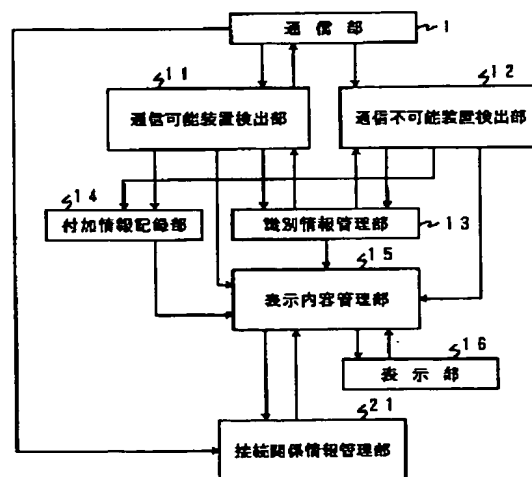 通信部 1
11 12
通信可能装置検出部 通信不可能装置検出部
14
付加情報記録部 識別情報管理部 13
15
表示内容管理部
16
表示部
21
接続関係情報管理部